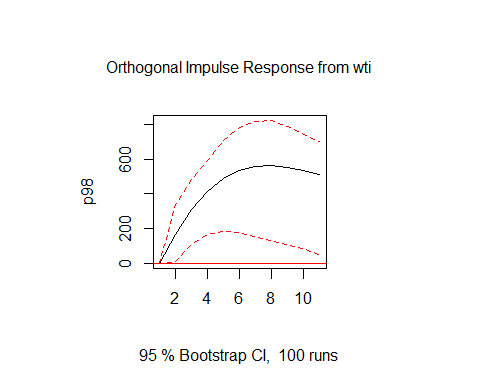 Orthogonal Impulse Response from wti
p98
600
200
0
2 4 6 8 10
95 % Bootstrap CI, 100 runs